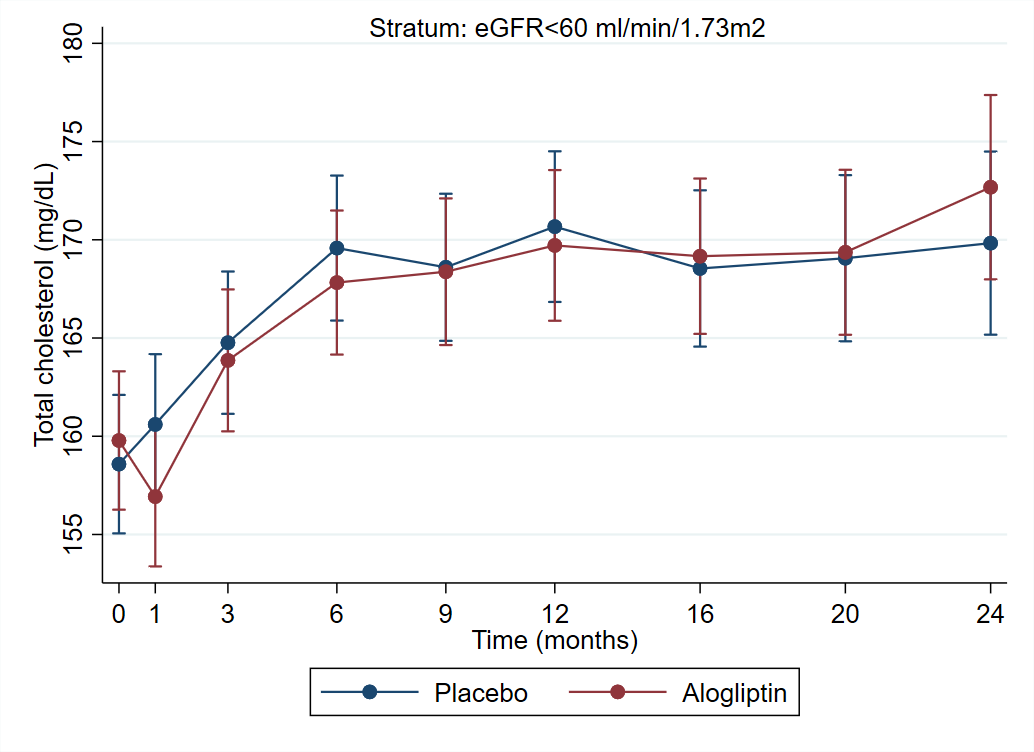 Stratum: eGFR<60 ml/min/1.73m2
Total cholesterol (mg/dL)
180
175
170
165
160
155
0 1 3 6 9 12 16 20 24
Time (months)
Placebo Alogliptin